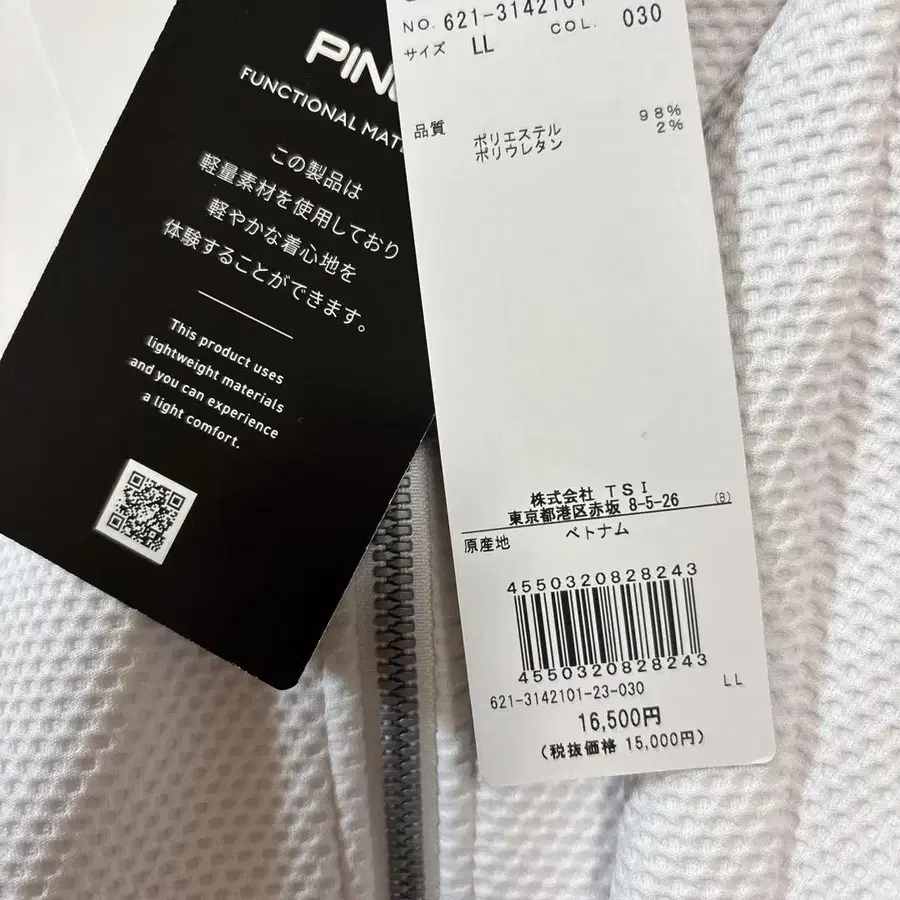 PING
FUNCTIONAL MAT
この製品は
軽量素材を使用しており
軽やかな着心地を
体験することができます。
This product uses
lightweight materials
and you can experience
a light comfort.
NO. 621-3142101
COL. 030
サイズ LL
品質
ポリエステル 98%
ポリウレタン 2%
株式会社 TSI
東京都港区赤坂 8-5-26 (B)
原産地 ベトナム
4550320828243
4550320828243
621-3142101-23-030 LL
16,500円
(税抜価格 15,000円)